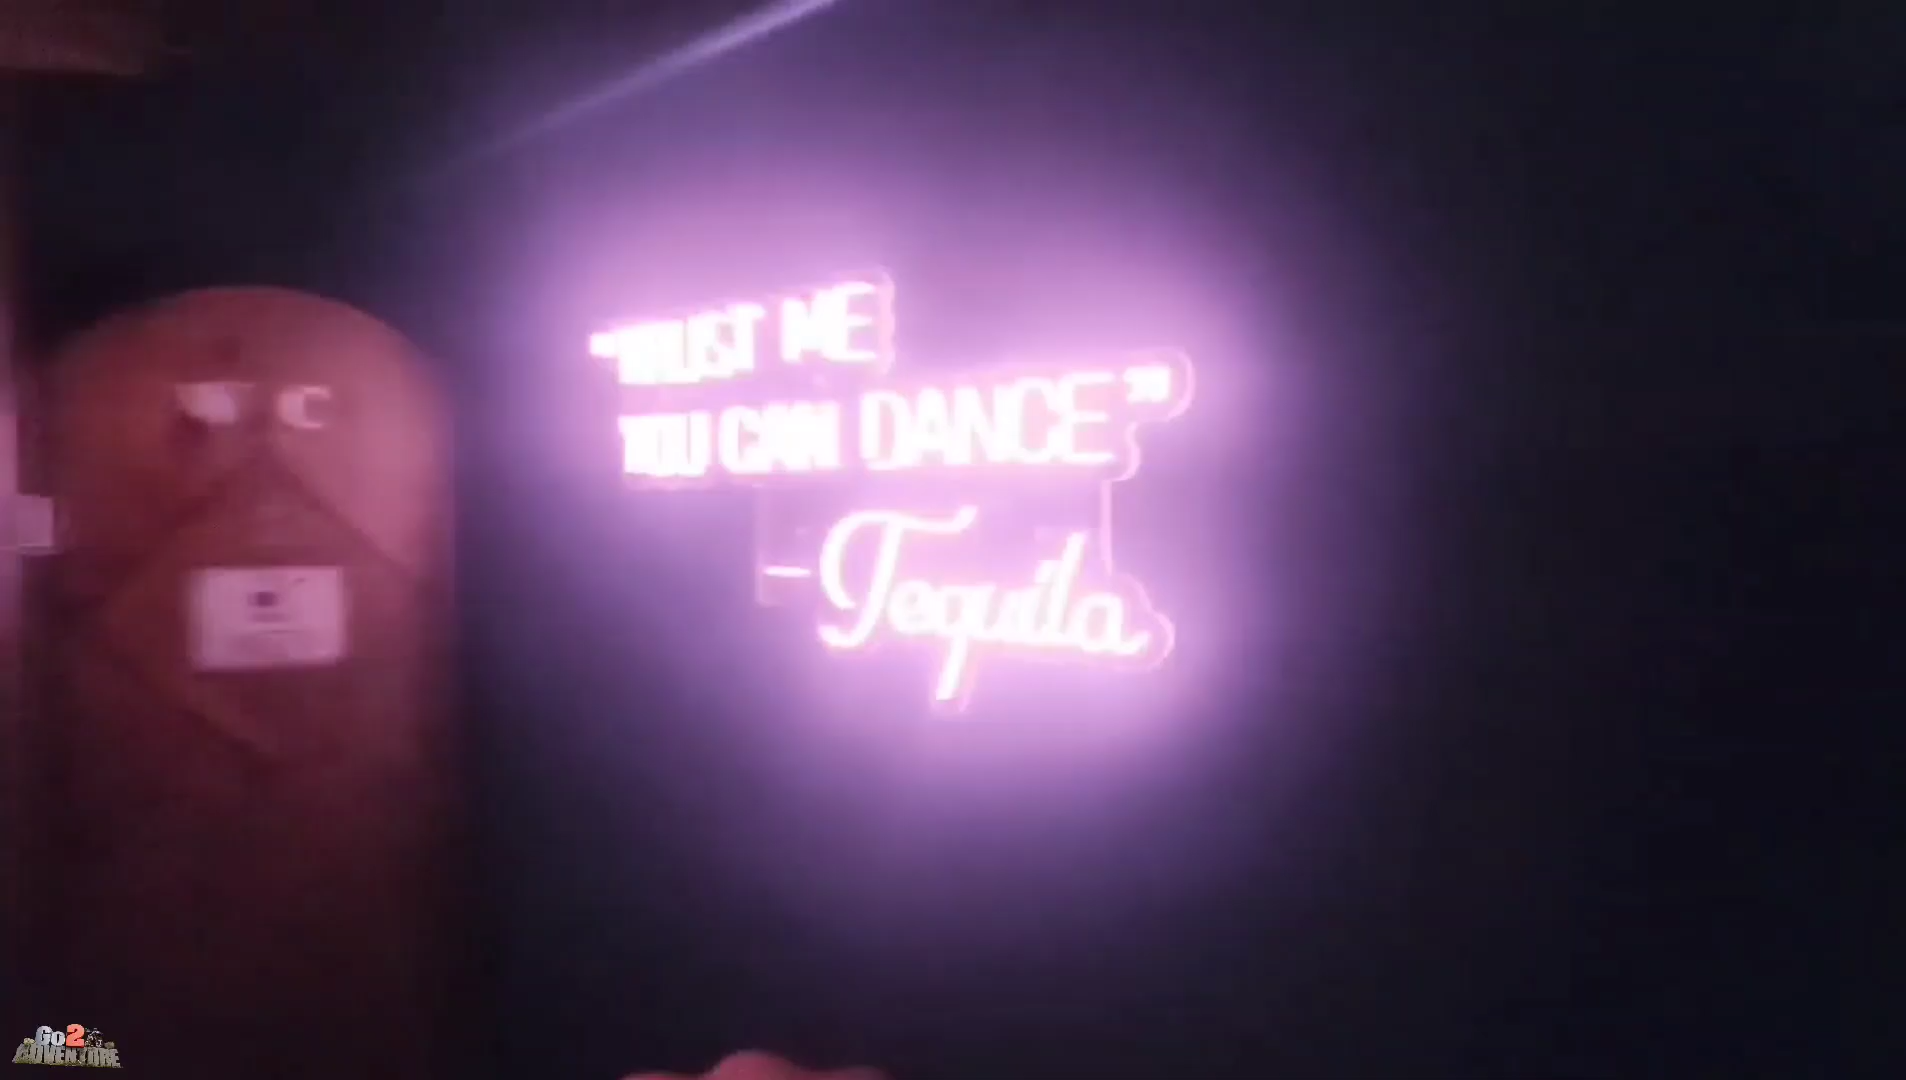 "TRUST ME
YOU CAN DANCE"
- Tequila
Go2
ADVENTURE